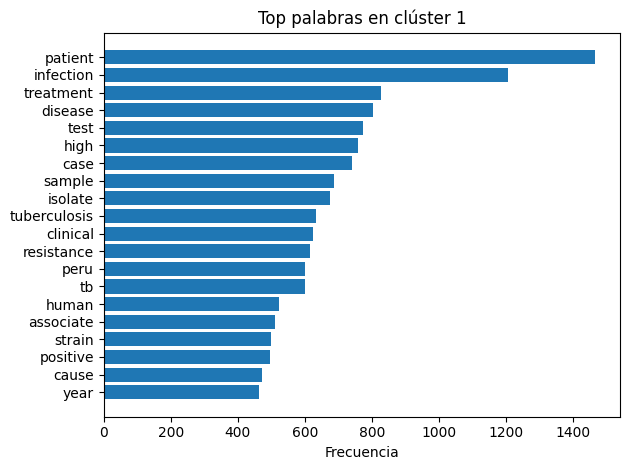 Top palabras en clúster 1
patient
infection
treatment
disease
test
high
case
sample
isolate
tuberculosis
clinical
resistance
peru
tb
human
associate
strain
positive
cause
year
0 200 400 600 800 1000 1200 1400
Frecuencia